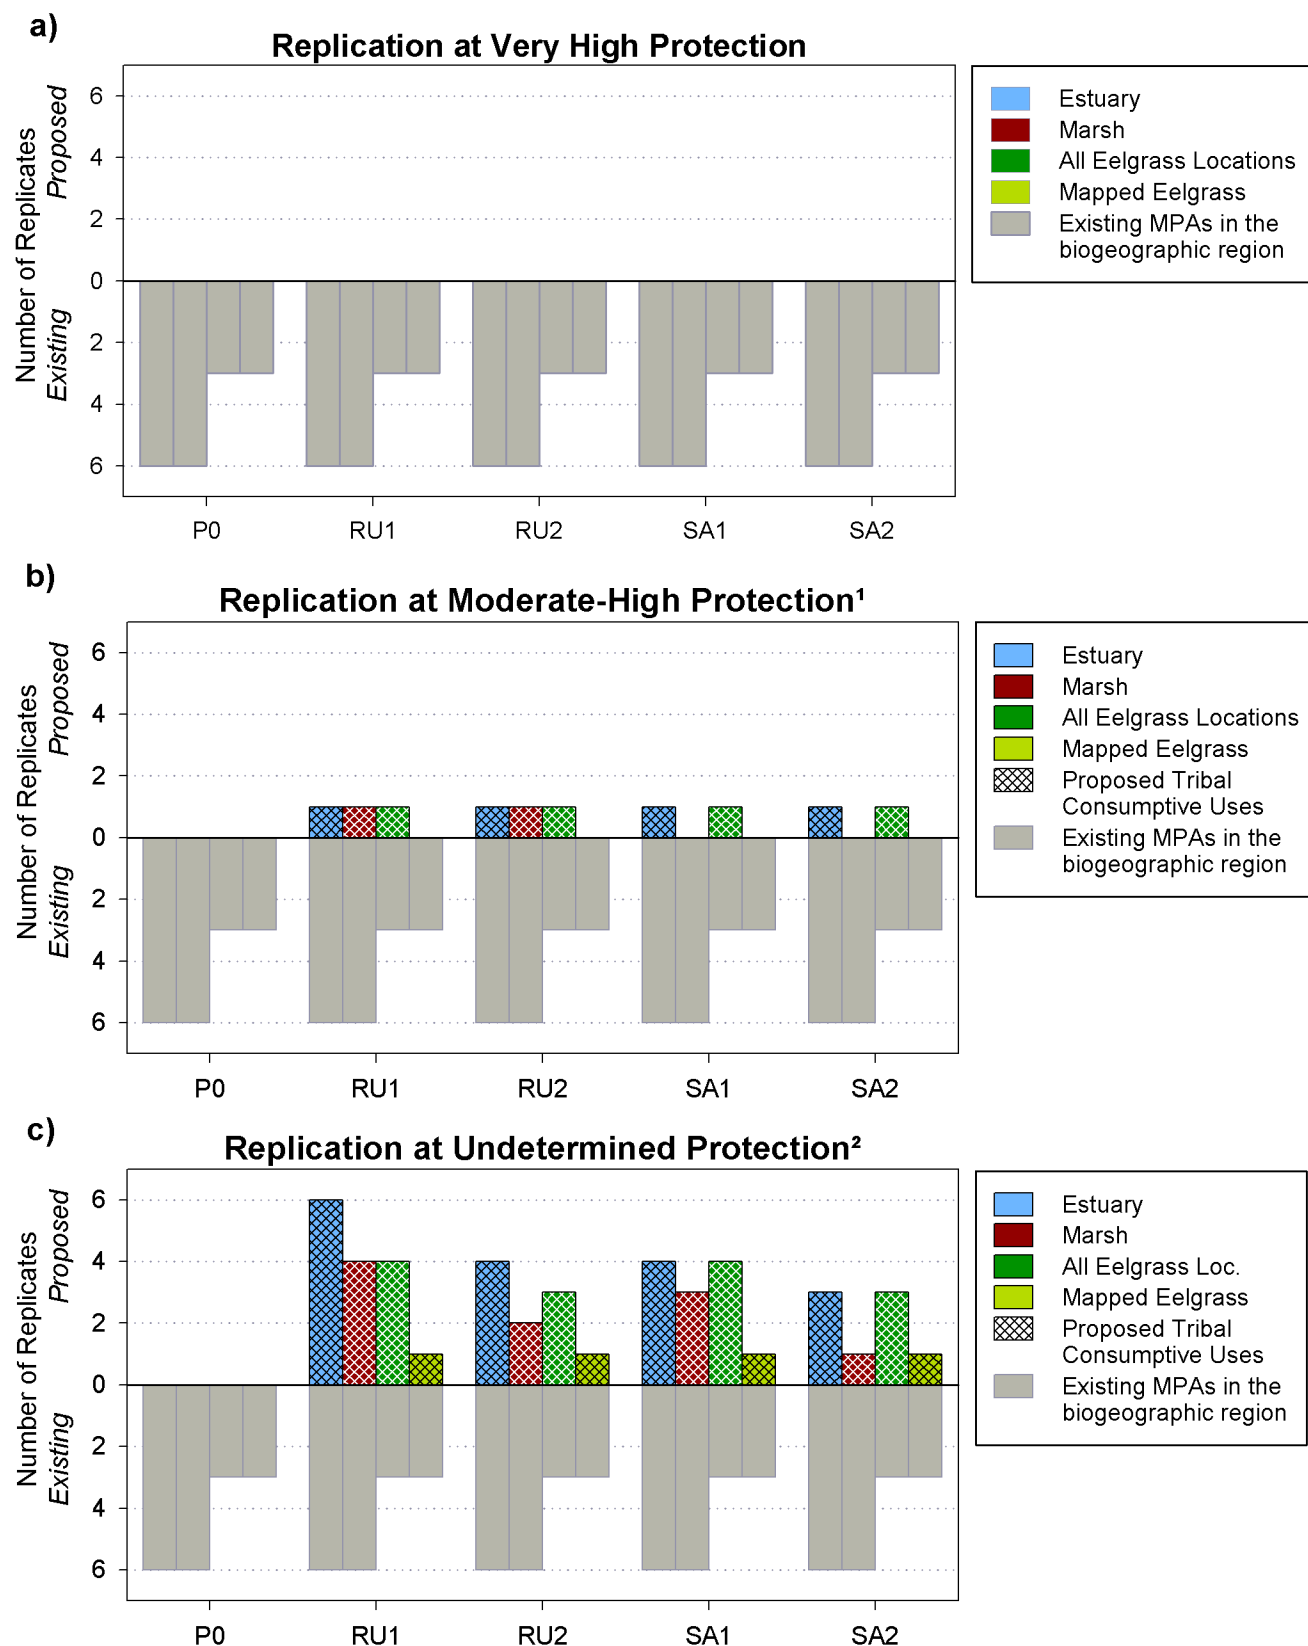 a)
Replication at Very High Protection
Number of Replicates
Existing Proposed
6
4
2
0
2
4
6
P0 RU1 RU2 SA1 SA2
Estuary
Marsh
All Eelgrass Locations
Mapped Eelgrass
Existing MPAs in the
biogeographic region
b)
Replication at Moderate-High Protection¹
Number of Replicates
Existing Proposed
6
4
2
0
2
4
6
P0 RU1 RU2 SA1 SA2
Estuary
Marsh
All Eelgrass Locations
Mapped Eelgrass
Proposed Tribal
Consumptive Uses
Existing MPAs in the
biogeographic region
c)
Replication at Undetermined Protection²
Number of Replicates
Existing Proposed
6
4
2
0
2
4
6
P0 RU1 RU2 SA1 SA2
Estuary
Marsh
All Eelgrass Loc.
Mapped Eelgrass
Proposed Tribal
Consumptive Uses
Existing MPAs in the
biogeographic region